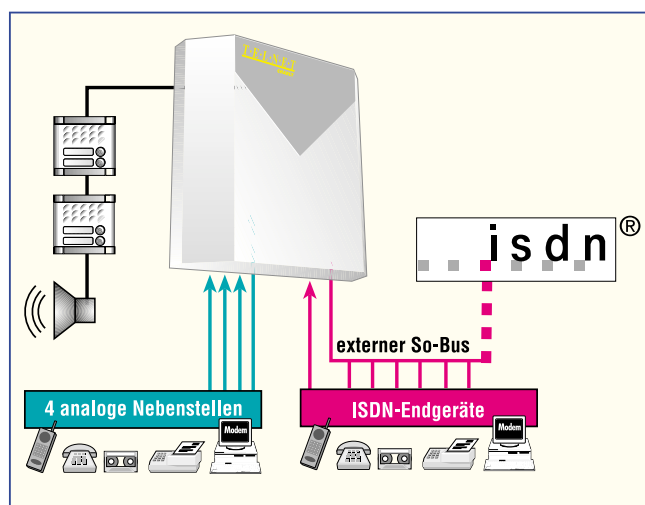 T·E·L·N·E·T
isdn®
externer So-Bus
4 analoge Nebenstellen
ISDN-Endgeräte
Modem
Modem